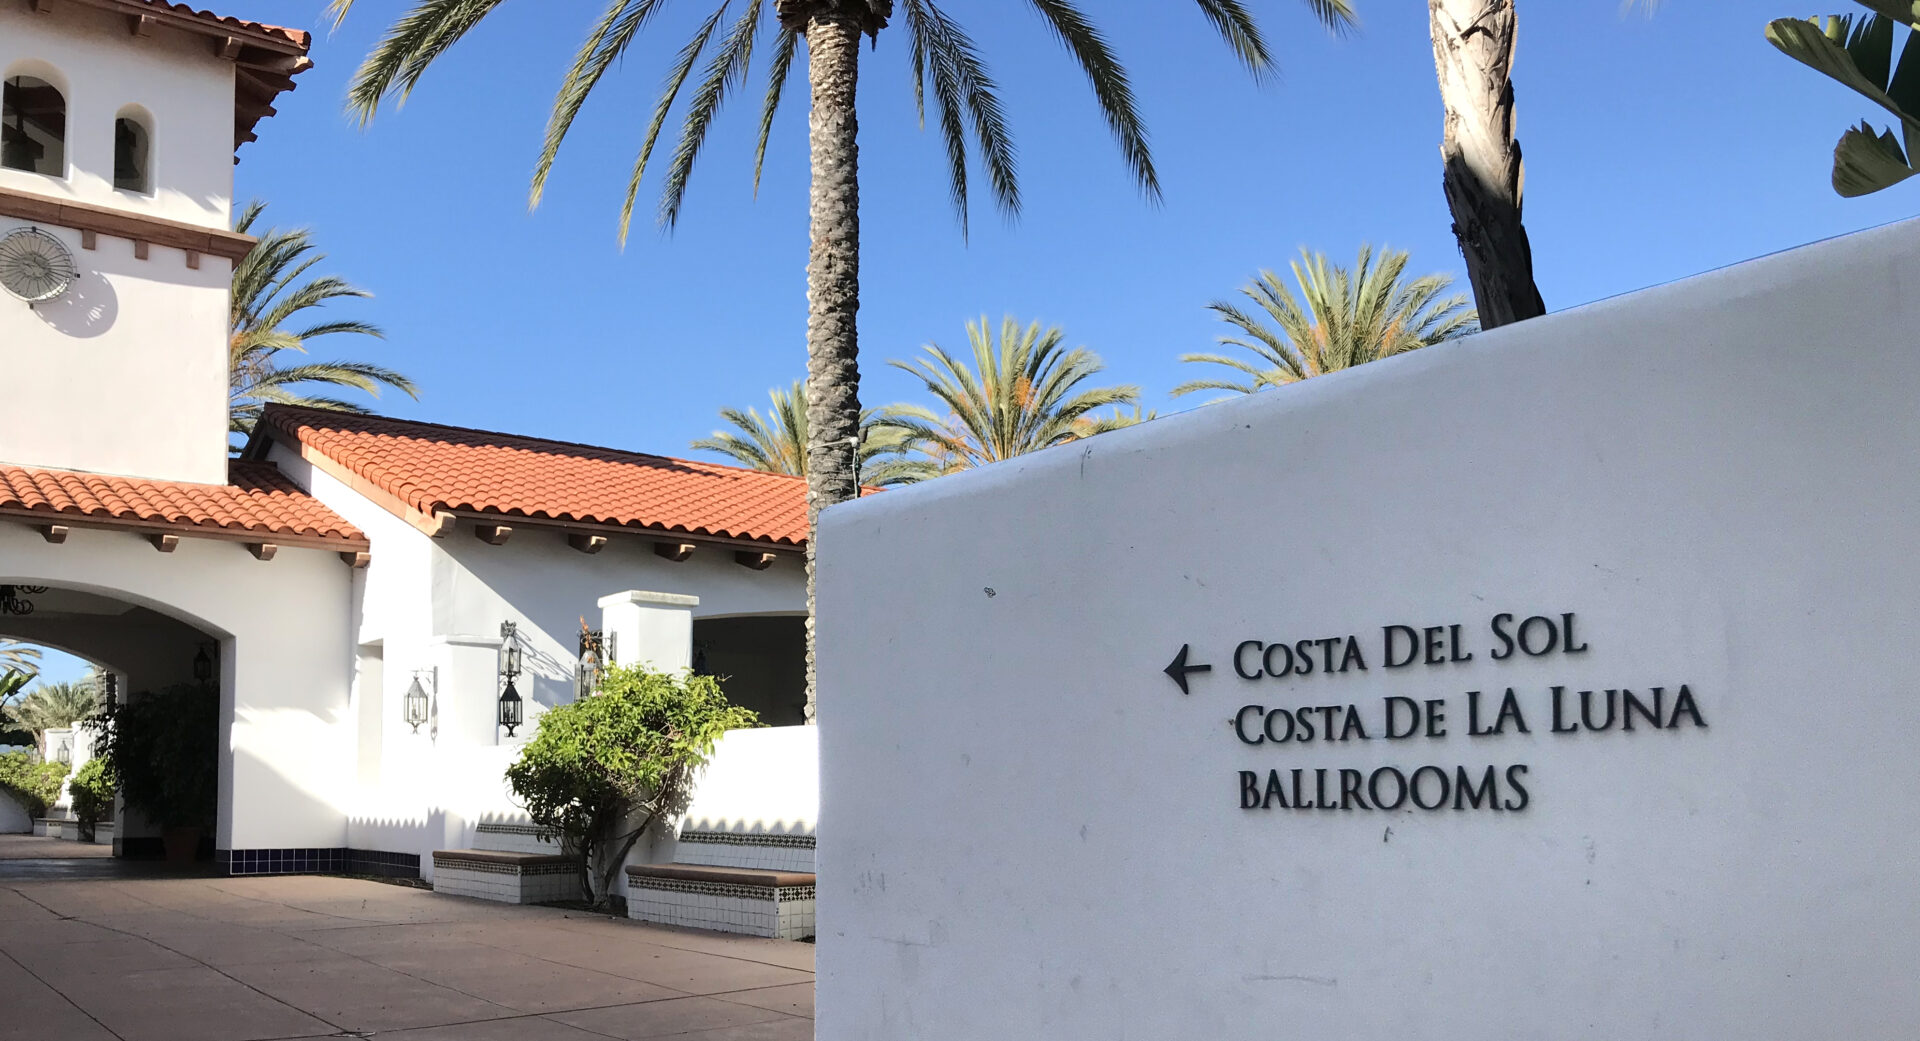 ← COSTA DEL SOL
COSTA DE LA LUNA
BALLROOMS